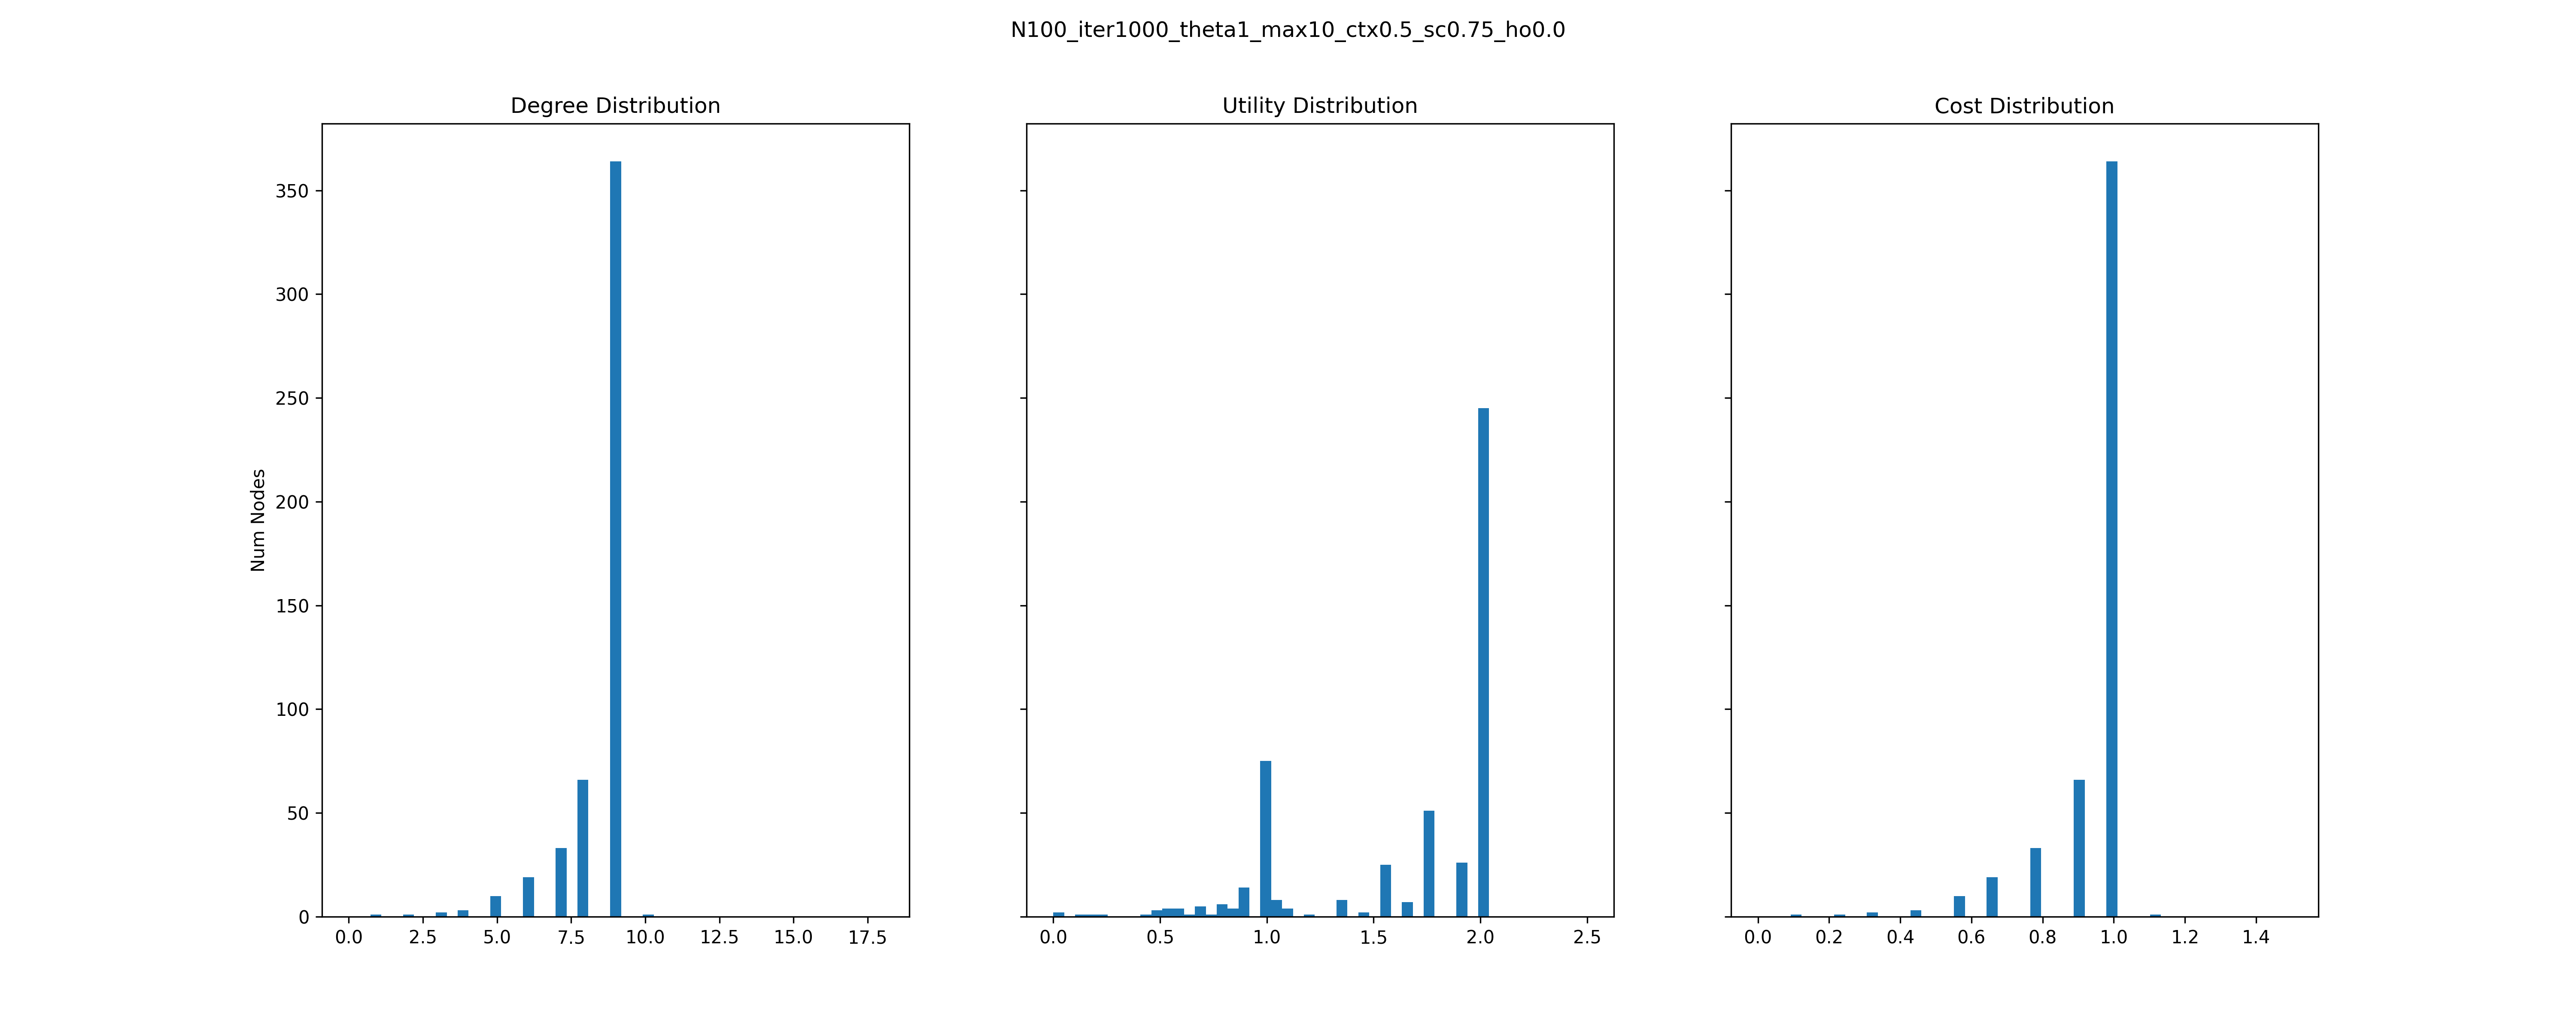 N100_iter1000_theta1_max10_ctx0.5_sc0.75_ho0.0
Degree Distribution
Utility Distribution
Cost Distribution
Num Nodes
350
300
250
200
150
100
50
0
0.0 2.5 5.0 7.5 10.0 12.5 15.0 17.5
0.0 0.5 1.0 1.5 2.0 2.5
0.0 0.2 0.4 0.6 0.8 1.0 1.2 1.4